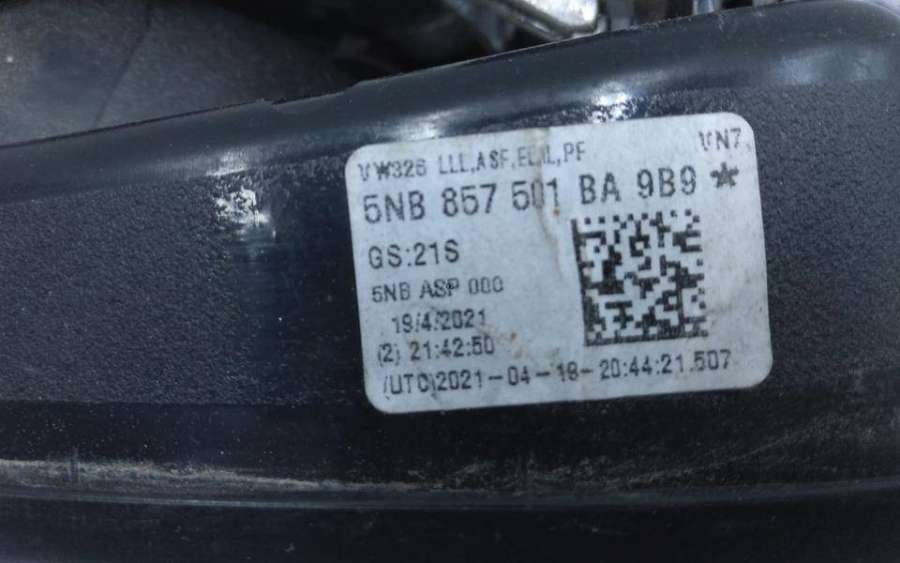 VW326 LLL,ASF,EL,IL,PF VN7
5NB 857 501 BA 9B9 *
GS:21S
5NB ASP 000
19/4/2021
(2) 21:42:50
(UTC)2021-04-19-20:44:21.507